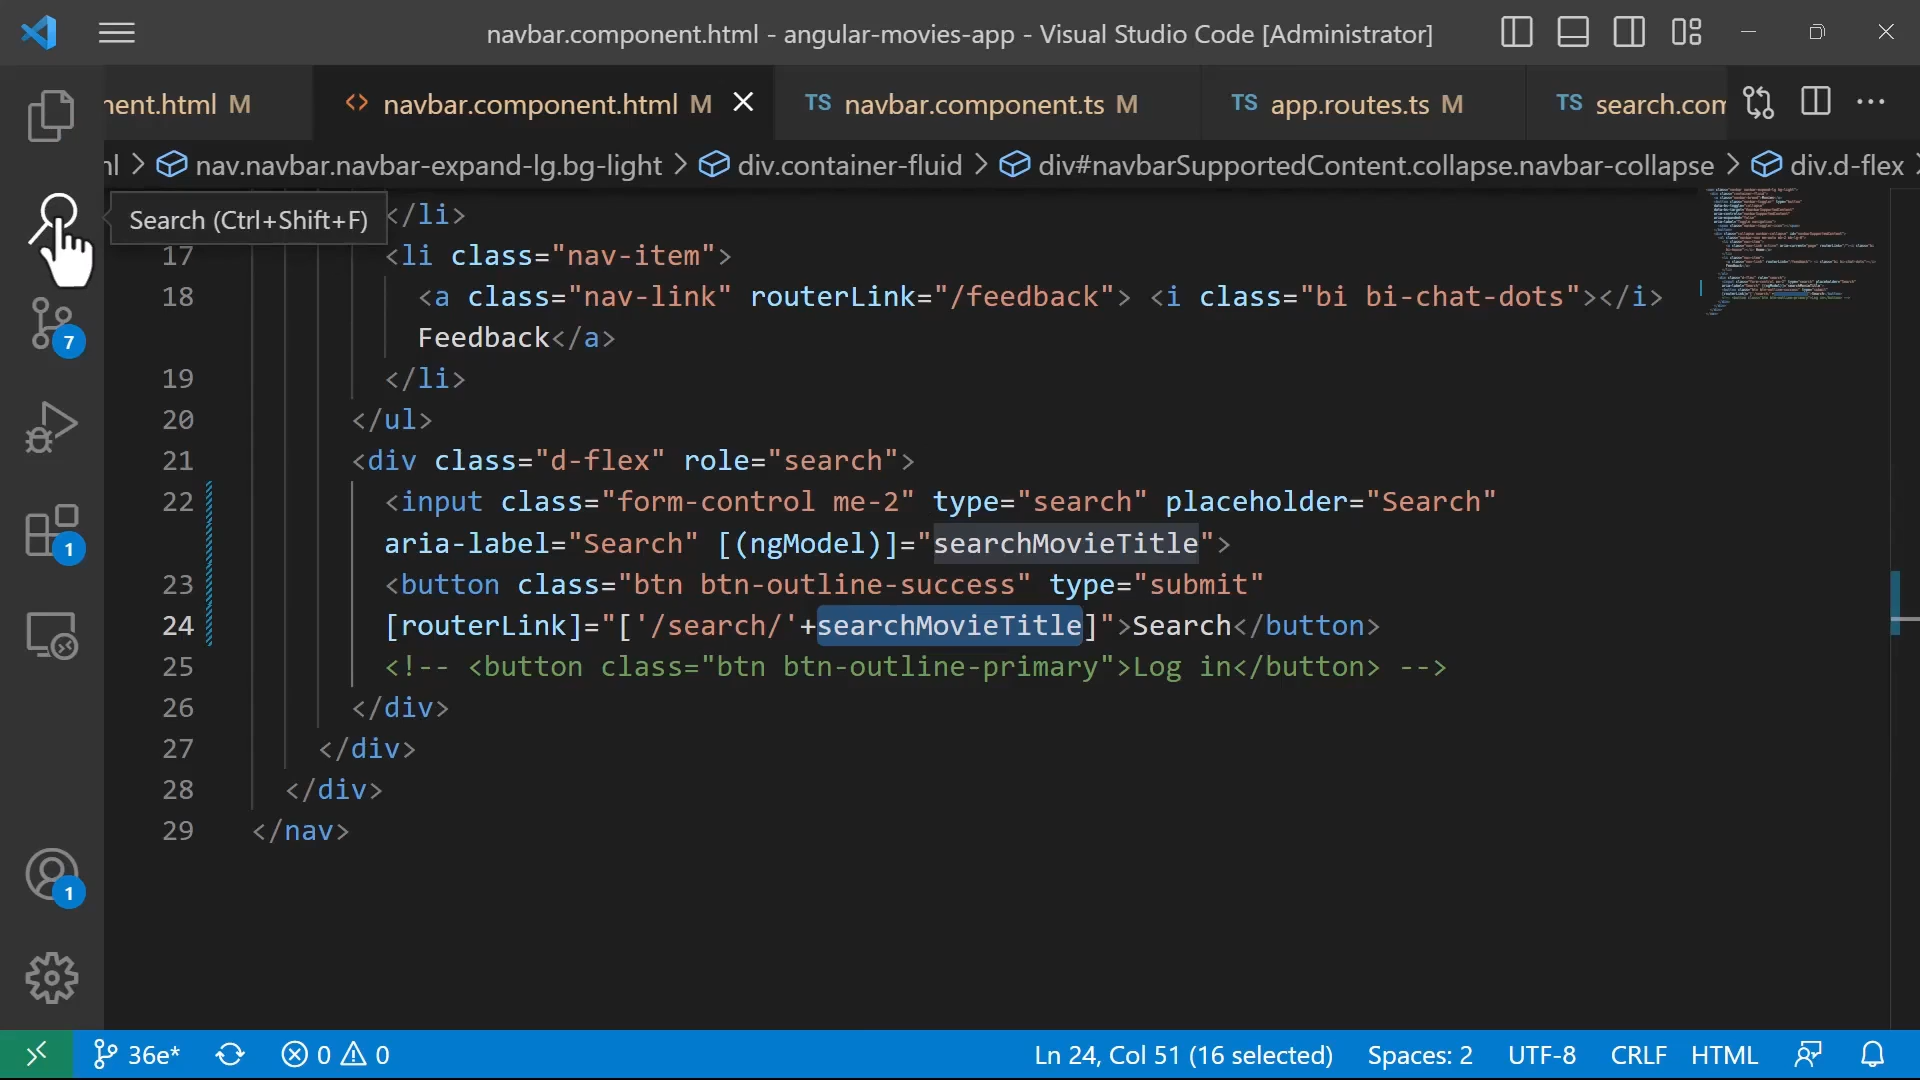 navbar.component.html - angular-movies-app - Visual Studio Code [Administrator]
nent.html M
<> navbar.component.html M
TS navbar.component.ts M
TS app.routes.ts M
TS search.com
nl > nav.navbar.navbar-expand-lg.bg-light > div.container-fluid > div#navbarSupportedContent.collapse.navbar-collapse > div.d-flex >
Search (Ctrl+Shift+F)
</li>
17 <li class="nav-item">
18 <a class="nav-link" routerLink="/feedback"> <i class="bi bi-chat-dots"></i>
Feedback</a>
19 </li>
20 </ul>
21 <div class="d-flex" role="search">
22 <input class="form-control me-2" type="search" placeholder="Search"
aria-label="Search" [(ngModel)]="searchMovieTitle">
23 <button class="btn btn-outline-success" type="submit"
24 [routerLink]="['/search/'+searchMovieTitle]">Search</button>
25 <!-- <button class="btn btn-outline-primary">Log in</button> -->
26 </div>
27 </div>
28 </div>
29 </nav>
7
1
1
36e* 0 0 Ln 24, Col 51 (16 selected) Spaces: 2 UTF-8 CRLF HTML